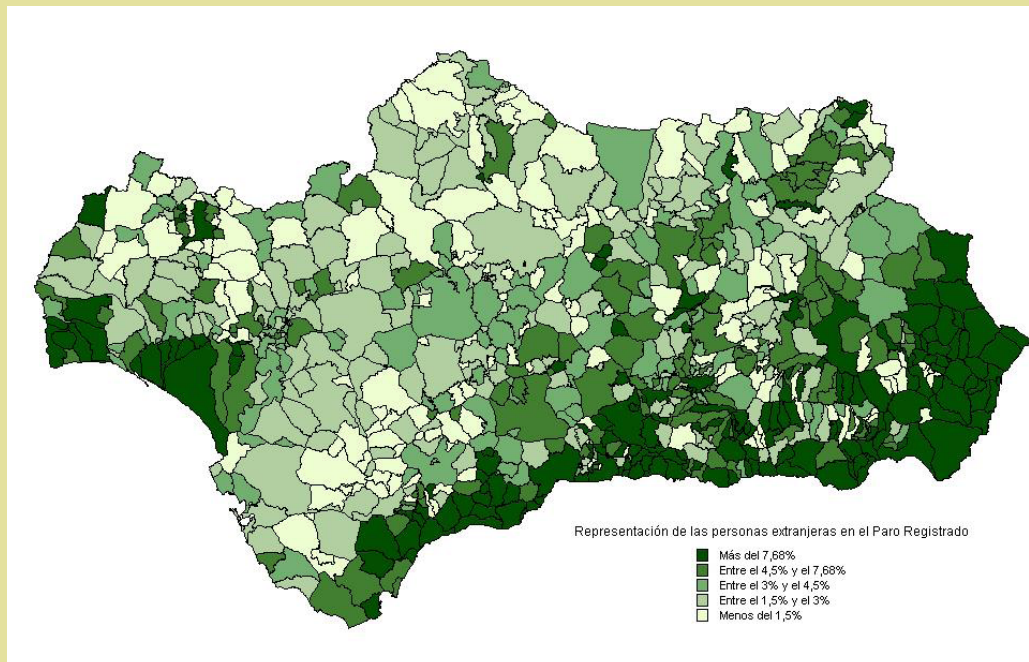 Representación de las personas extranjeras en el Paro Registrado
Más del 7,68%
Entre el 4,5% y el 7,68%
Entre el 3% y el 4,5%
Entre el 1,5% y el 3%
Menos del 1,5%